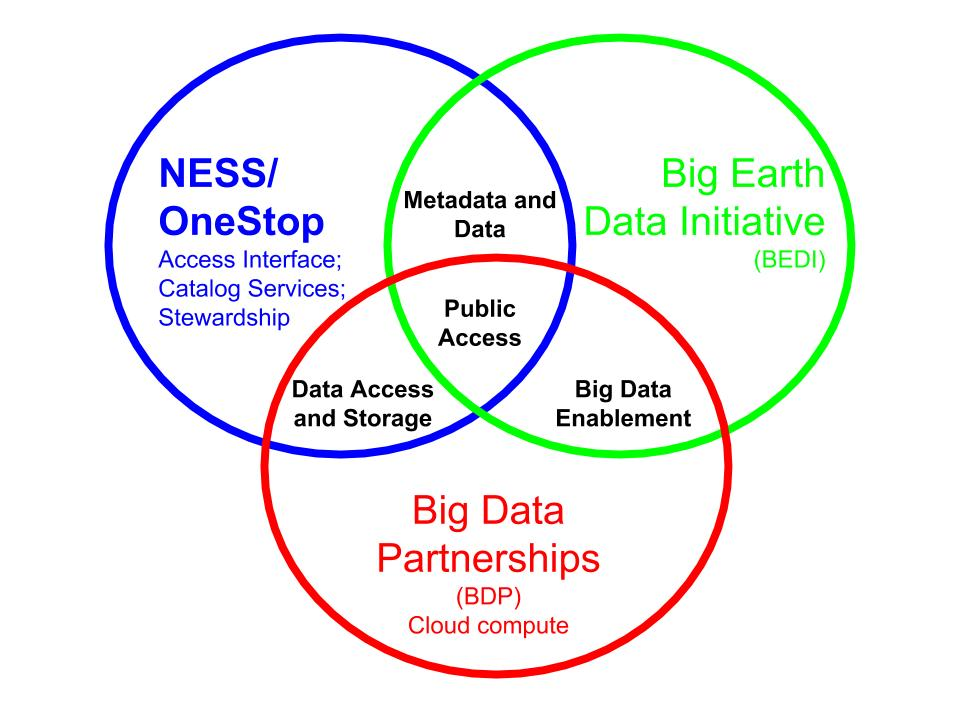 NESS/
OneStop
Access Interface;
Catalog Services;
Stewardship
Metadata and
Data
Big Earth
Data Initiative
(BEDI)
Public
Access
Data Access
and Storage
Big Data
Enablement
Big Data
Partnerships
(BDP)
Cloud compute